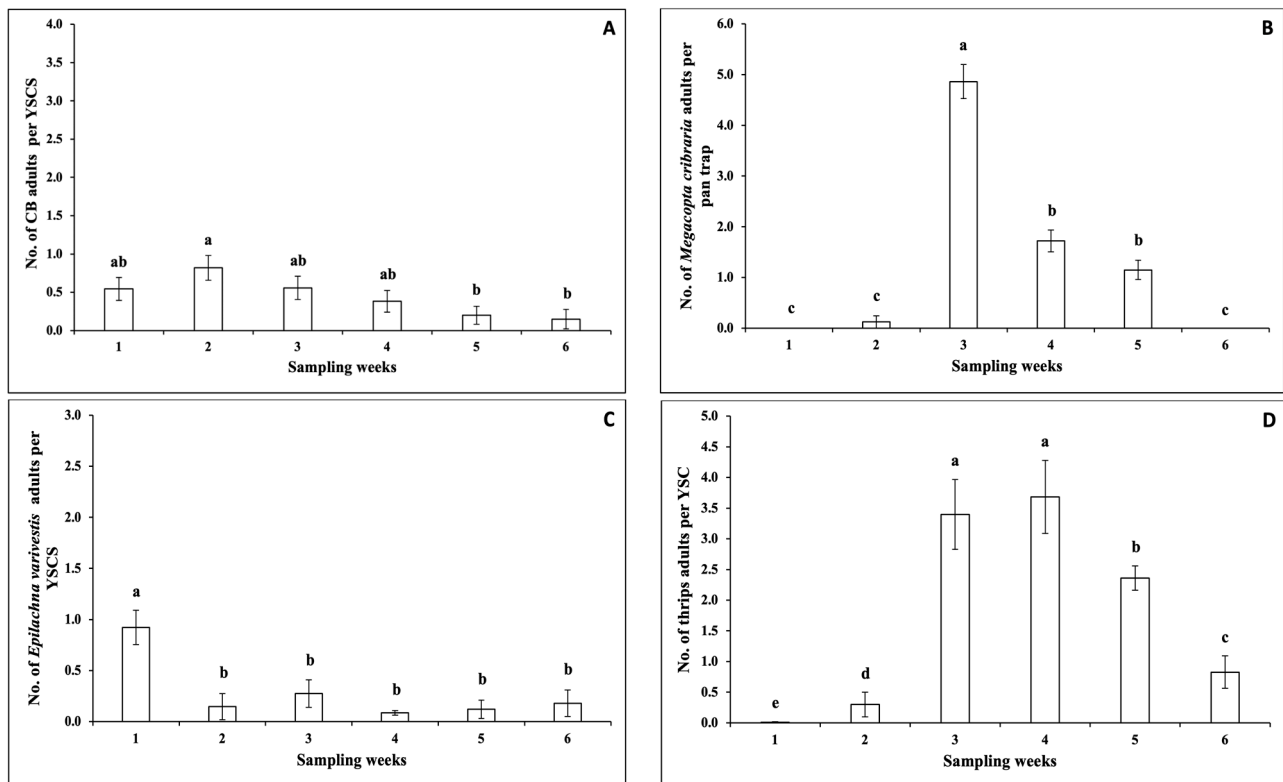 A
No. of CB adults per YSCS
4.0
3.5
3.0
2.5
2.0
1.5
1.0
0.5
0.0
ab
a
ab
ab
b
b
1 2 3 4 5 6
Sampling weeks
B
No. of Megacopta cribraria adults per
pan trap
6.0
5.0
4.0
3.0
2.0
1.0
0.0
c
c
a
b
b
c
1 2 3 4 5 6
Sampling weeks
C
No. of Epilachna varivestis adults per
YSCS
3.0
2.5
2.0
1.5
1.0
0.5
0.0
a
b
b
b
b
b
1 2 3 4 5 6
Sampling weeks
D
No. of thrips adults per YSC
5.0
4.5
4.0
3.5
3.0
2.5
2.0
1.5
1.0
0.5
0.0
e
d
a
a
b
c
1 2 3 4 5 6
Sampling weeks